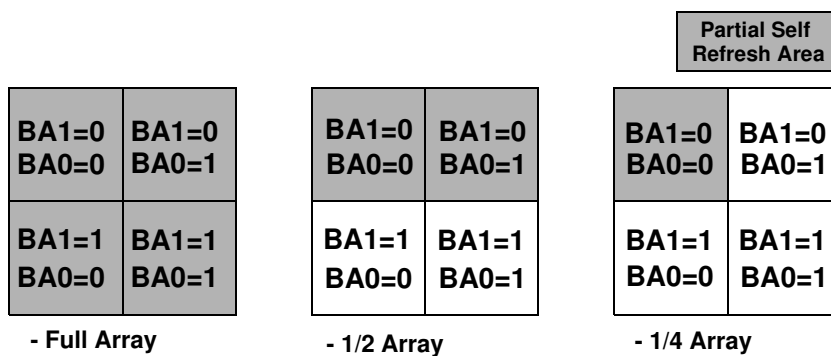 Partial Self
Refresh Area
BA1=0 BA1=0 BA1=0 BA1=0 BA1=0 BA1=0
BA0=0 BA0=1 BA0=0 BA0=1 BA0=0 BA0=1
BA1=1 BA1=1 BA1=1 BA1=1 BA1=1 BA1=1
BA0=0 BA0=1 BA0=0 BA0=1 BA0=0 BA0=1
- Full Array - 1/2 Array - 1/4 Array